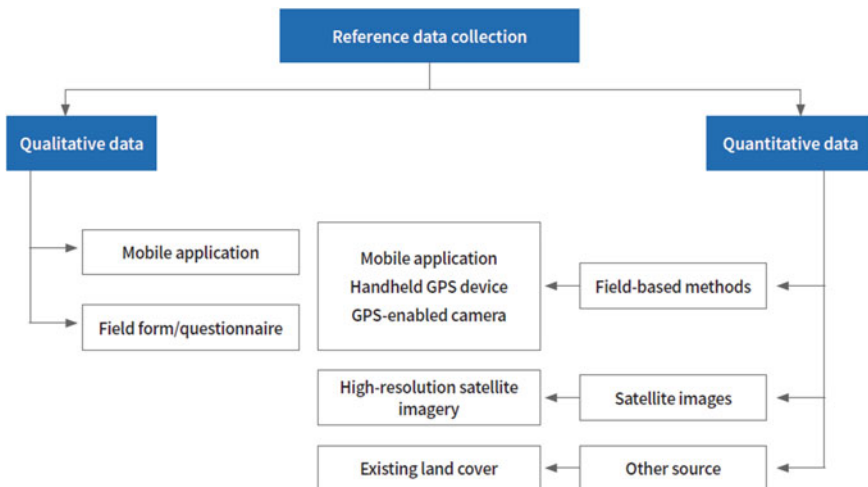 Reference data collection
Qualitative data
Quantitative data
Mobile application
Field form/questionnaire
Mobile application
Handheld GPS device
GPS-enabled camera
Field-based methods
High-resolution satellite
imagery
Satellite images
Existing land cover
Other source